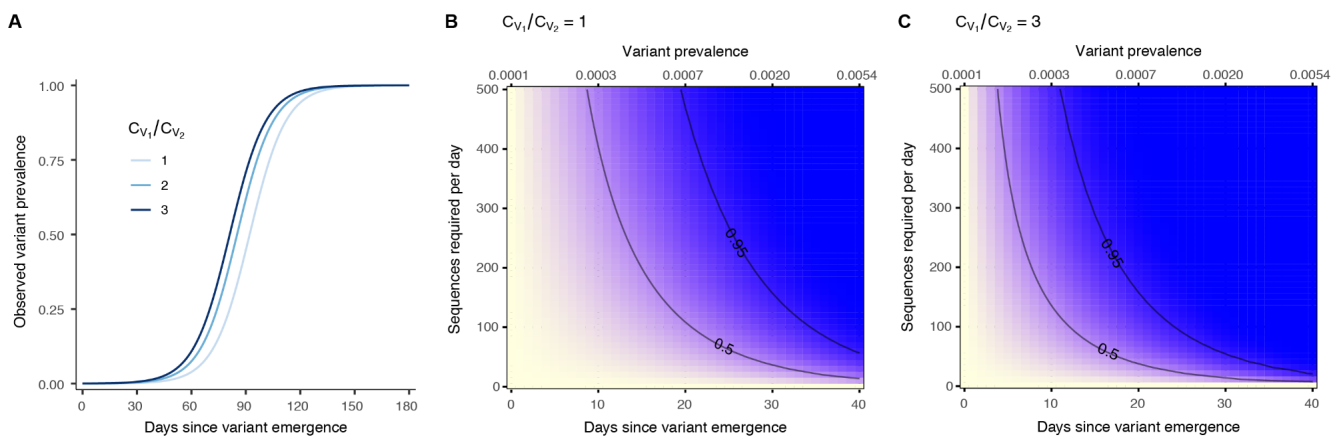 A
Observed variant prevalence
1.00
0.75
0.50
0.25
0.00
C_V₁/C_V₂
1
2
3
0 30 60 90 120 150 180
Days since variant emergence
B C_V₁/C_V₂ = 1
Variant prevalence
0.0001 0.0003 0.0007 0.0020 0.0054
Sequences required per day
500
400
300
200
100
0
0.95
0.5
0 10 20 30 40
Days since variant emergence
C C_V₁/C_V₂ = 3
Variant prevalence
0.0001 0.0003 0.0007 0.0020 0.0054
Sequences required per day
500
400
300
200
100
0
0.95
0.5
0 10 20 30 40
Days since variant emergence